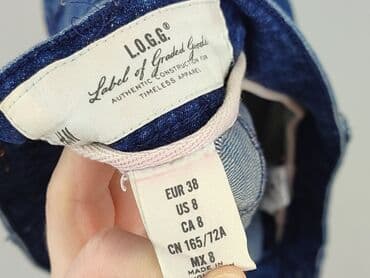 L.O.G.G.®
Label of Graded Goods
AUTHENTIC CONSTRUCTION FOR
TIMELESS APPAREL
EUR 38
US 8
CA 8
CN 165/72A
MX 8